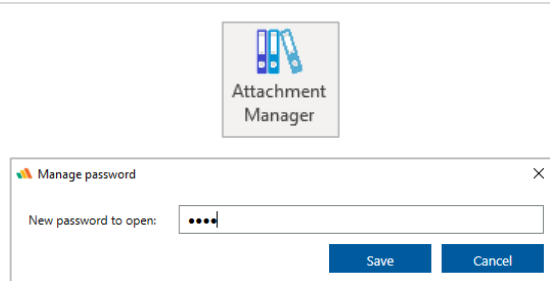 Attachment
Manager
Manage password
New password to open: ••••
Save Cancel